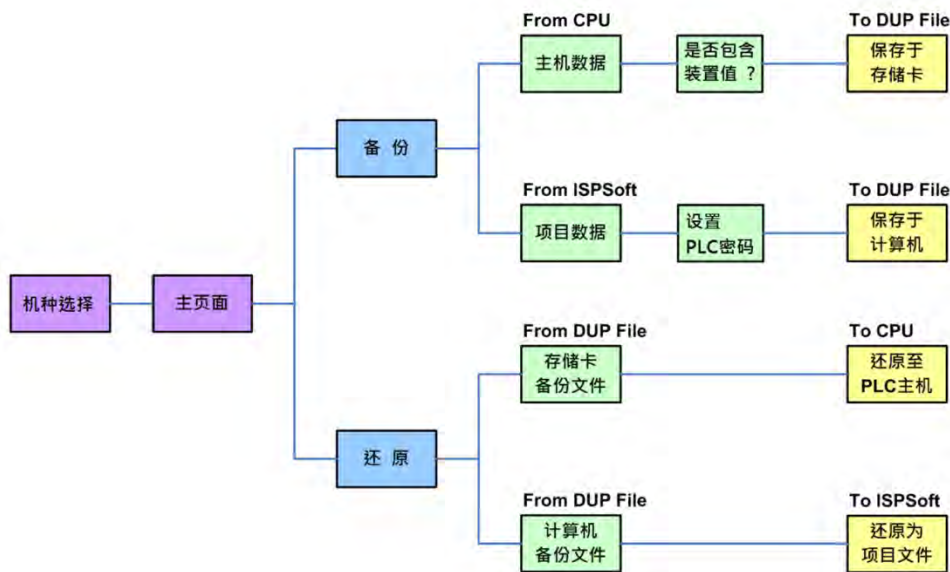 From CPU
主机数据
是否包含
装置值 ？
To DUP File
保存于
存储卡
备 份
From ISPSoft
项目数据
设置
PLC密码
To DUP File
保存于
计算机
机种选择
主页面
From DUP File
存储卡
备份文件
To CPU
还原至
PLC主机
还 原
From DUP File
计算机
备份文件
To ISPSoft
还原为
项目文件